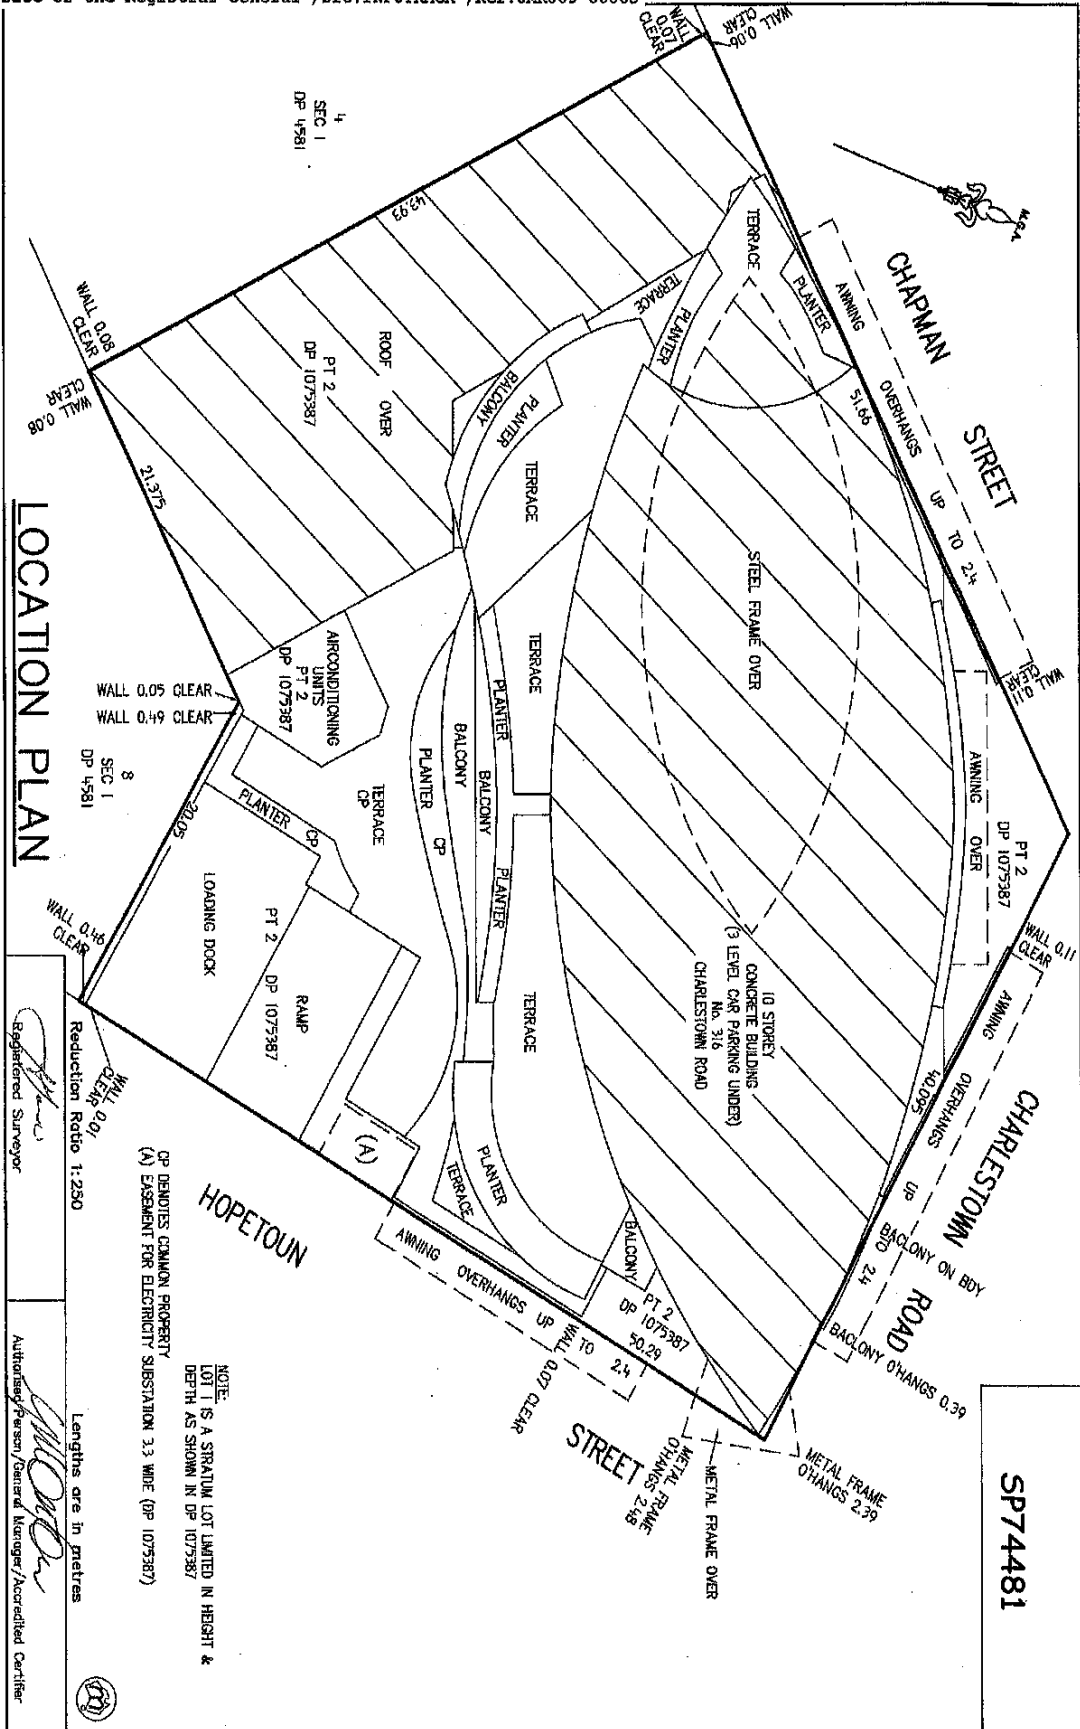 SP74481
CHAPMAN
STREET
CHARLESTOWN
ROAD
HOPETOUN
STREET
M.G.A
WALL
0.07
CLEAR
WALL 0.06
CLEAR
4
SEC 1
DP 4581
43.93
51.66
AWNING OVERHANGS UP TO 2.4
WALL 0.11
CLEAR
TERRACE
PLANTER
TERRACE
PLANTER
ROOF OVER
PT 2
DP 1075387
BALCONY
PLANTER
TERRACE
STEEL FRAME OVER
AWNING OVER
PT 2
DP 1075387
WALL 0.11
CLEAR
AWNING OVERHANGS UP TO 2.4
40.095
BACLONY ON BDY
BACLONY O'HANGS 0.39
METAL FRAME
O'HANGS 2.39
METAL FRAME OVER
METAL FRAME
O'HANGS 2.48
10 STOREY
CONCRETE BUILDING
(3 LEVEL CAR PARKING UNDER)
No. 316
CHARLESTOWN ROAD
TERRACE
PLANTER
BALCONY
BALCONY
PLANTER CP
PLANTER
TERRACE
TERRACE
CP
AIRCONDITIONING
UNITS
PT 2
DP 1075387
WALL 0.08
CLEAR
WALL 0.08
CLEAR
21.375
WALL 0.05 CLEAR
WALL 0.49 CLEAR
8
SEC 1
DP 4581
20.05
PLANTER CP
LOADING DOCK
PT 2 DP 1075387
RAMP
WALL 0.46
CLEAR
WALL
CLEAR 0.01
(A)
TERRACE
PLANTER
BALCONY
PT 2
DP 1075387
50.29
AWNING OVERHANGS UP TO 2.4
WALL 0.07 CLEAR
LOCATION PLAN
NOTE:
LOT 1 IS A STRATUM LOT LIMITED IN HEIGHT &
DEPTH AS SHOWN IN DP 1075387
CP DENOTES COMMON PROPERTY
(A) EASEMENT FOR ELECTRICITY SUBSTATION 3.3 WIDE (DP 1075387)
Reduction Ratio 1:250
Lengths are in metres
Registered Surveyor
Authorised Person/General Manager/Accredited Certifier